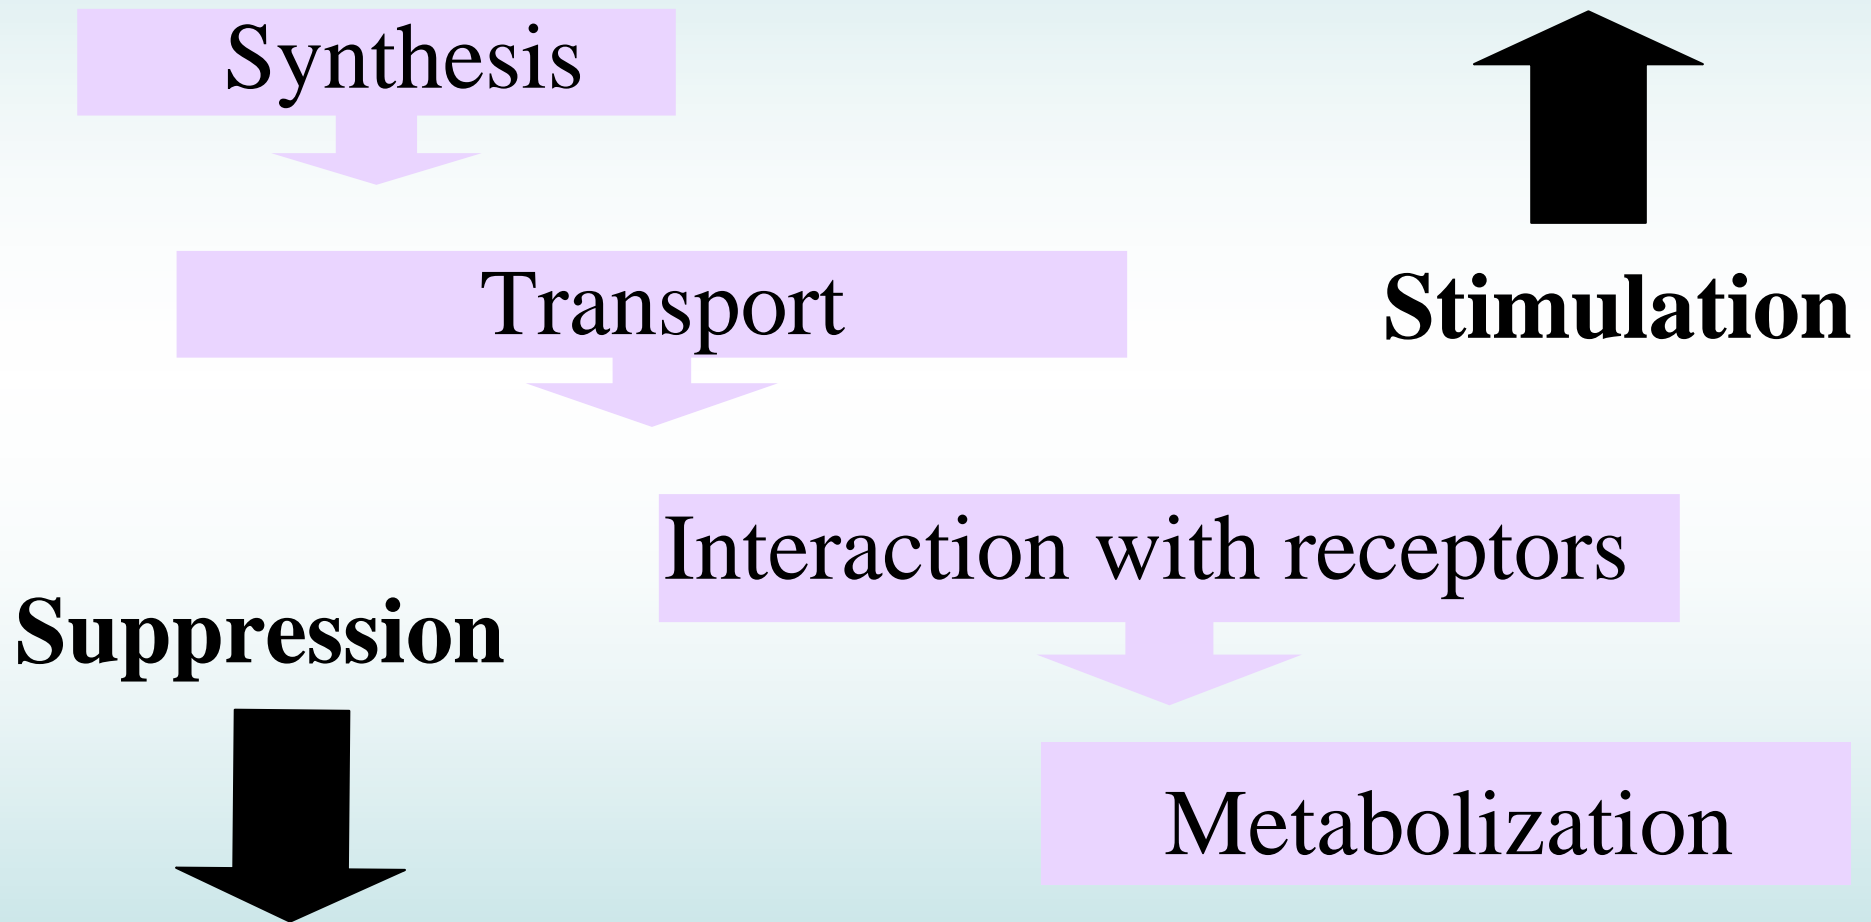 Synthesis
Transport
Stimulation
Interaction with receptors
Suppression
Metabolization